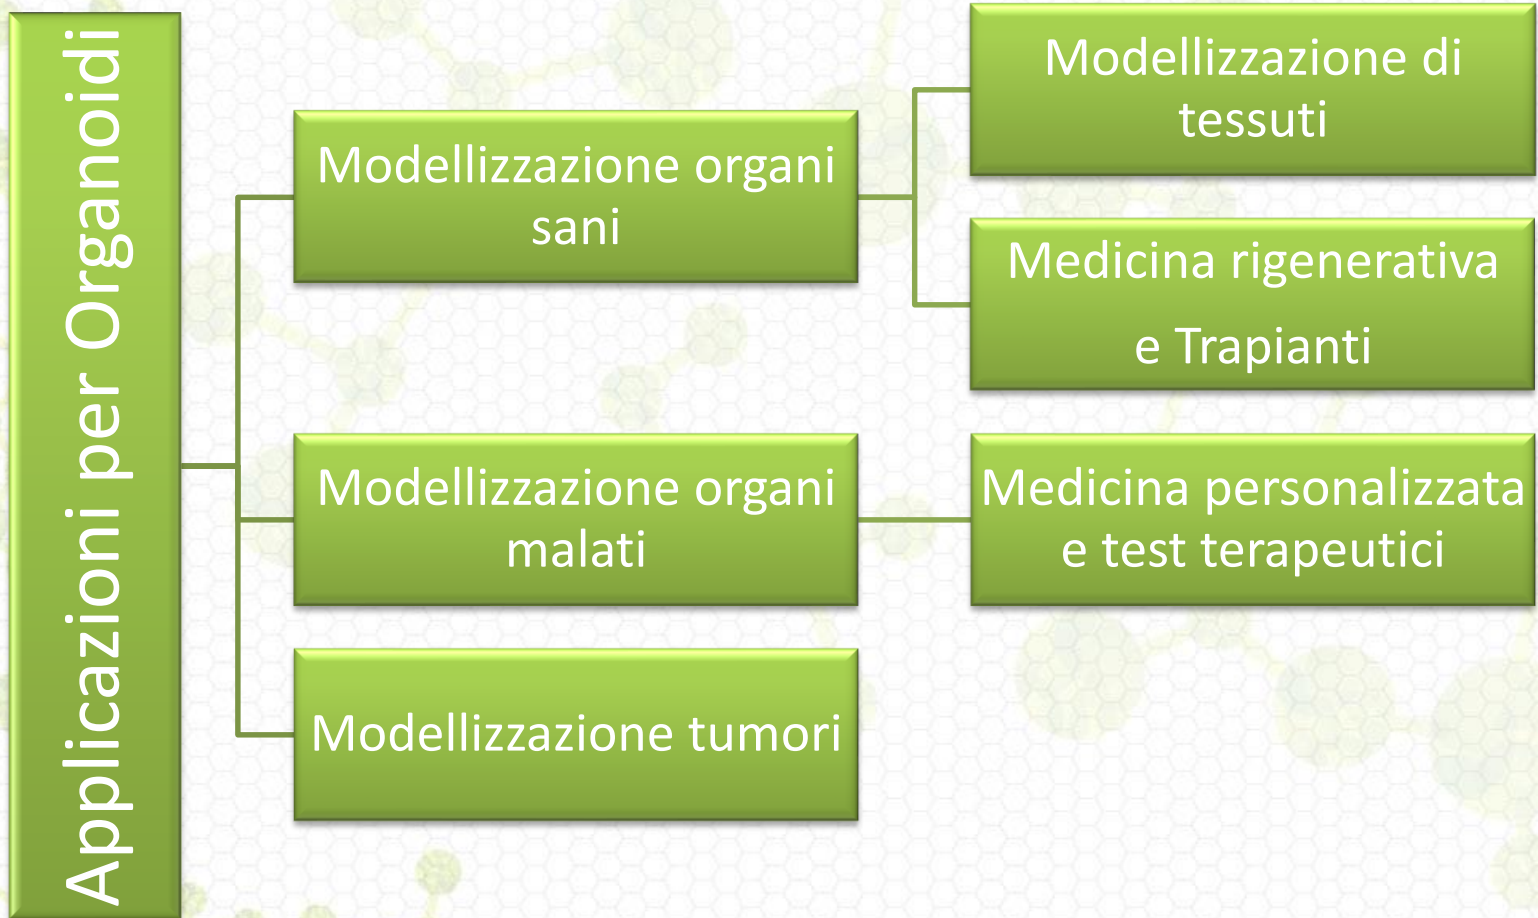 Applicazioni per Organoidi
Modellizzazione organi
sani
Modellizzazione di
tessuti
Medicina rigenerativa
e Trapianti
Modellizzazione organi
malati
Medicina personalizzata
e test terapeutici
Modellizzazione tumori